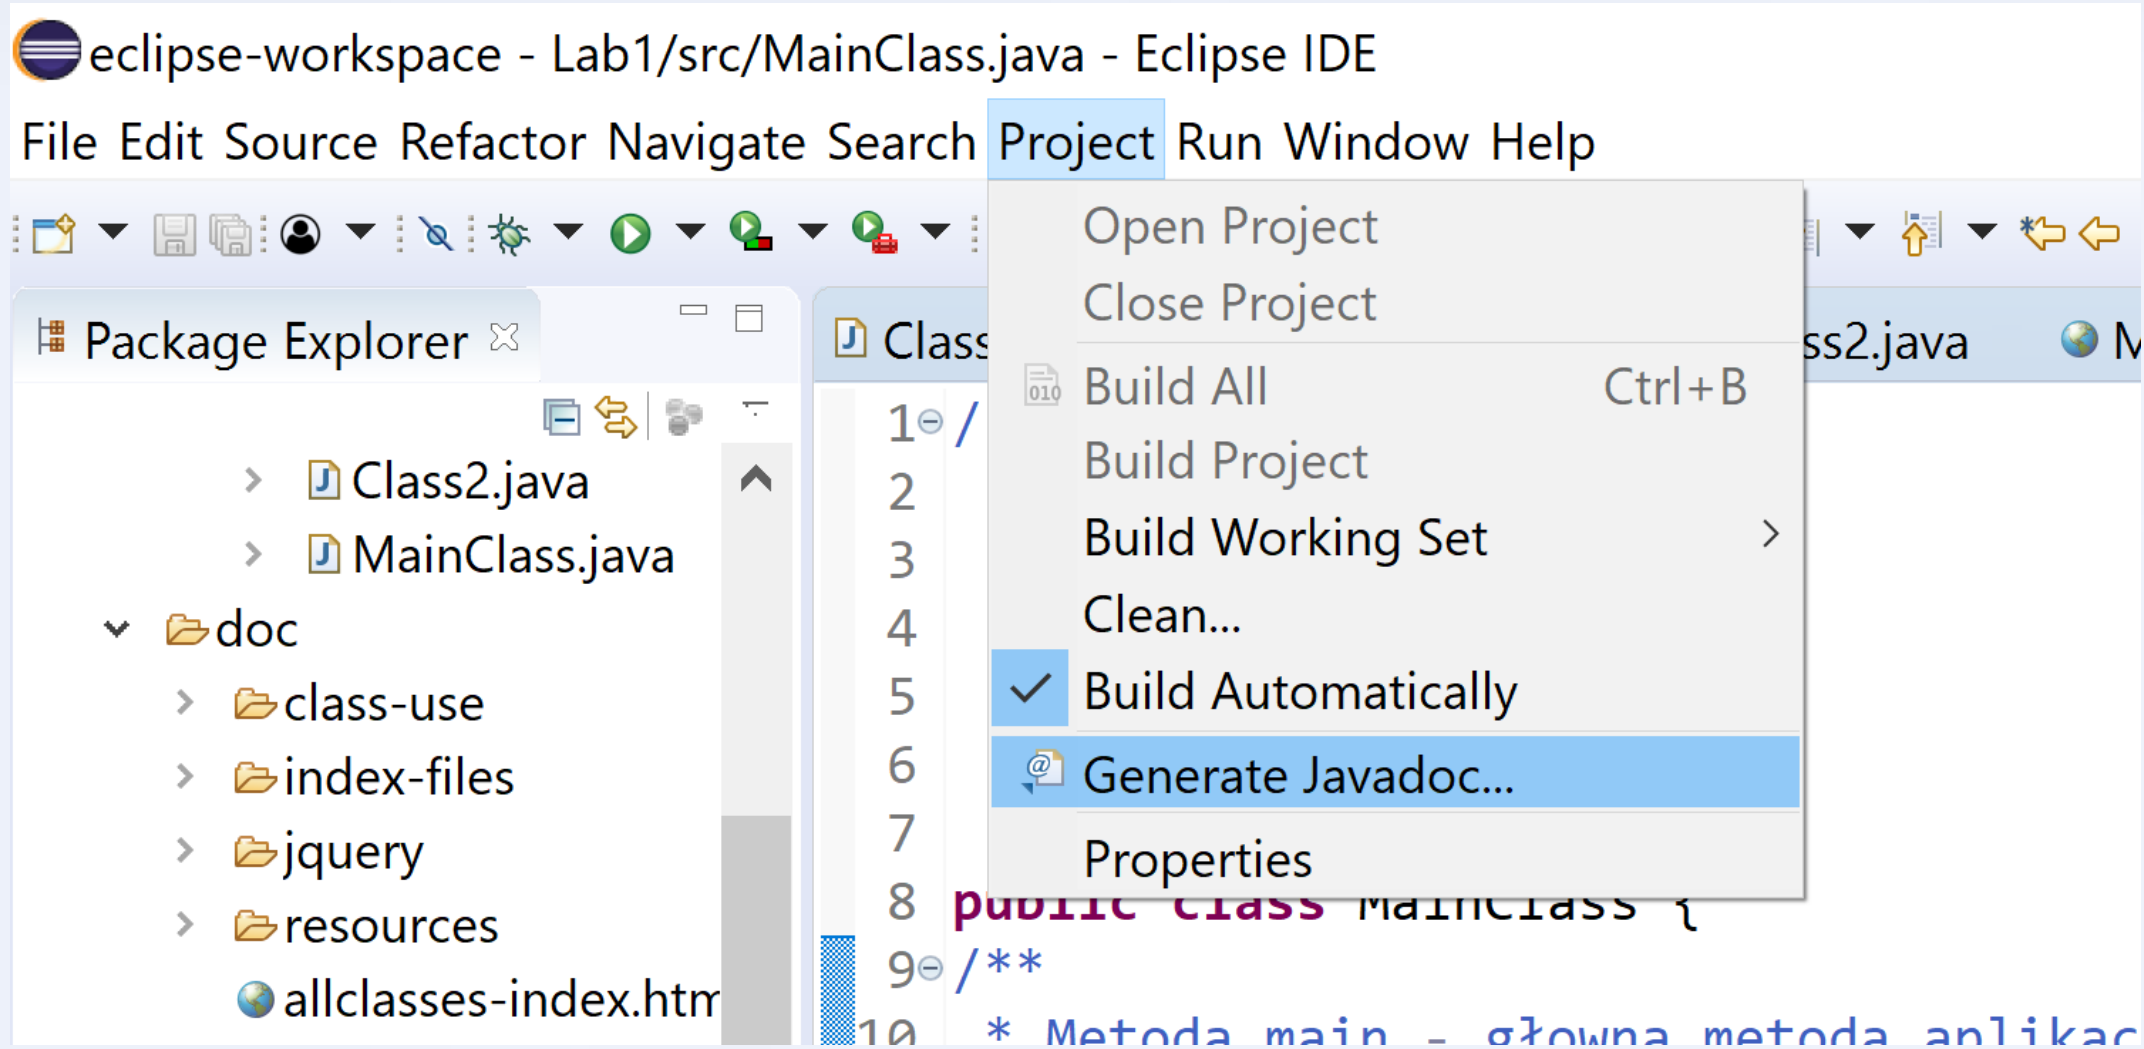 eclipse-workspace - Lab1/src/MainClass.java - Eclipse IDE
File Edit Source Refactor Navigate Search Project Run Window Help
Open Project
Close Project
Build All Ctrl+B
Build Project
Build Working Set
Clean...
Build Automatically
Generate Javadoc...
Properties
Package Explorer
Class2.java
MainClass.java
doc
class-use
index-files
jquery
resources
allclasses-index.htm
Class
ss2.java
1 /
2
3
4
5
6
7
8 public class MainClass {
9 /**
10 * Metoda main - głowna metoda aplikac